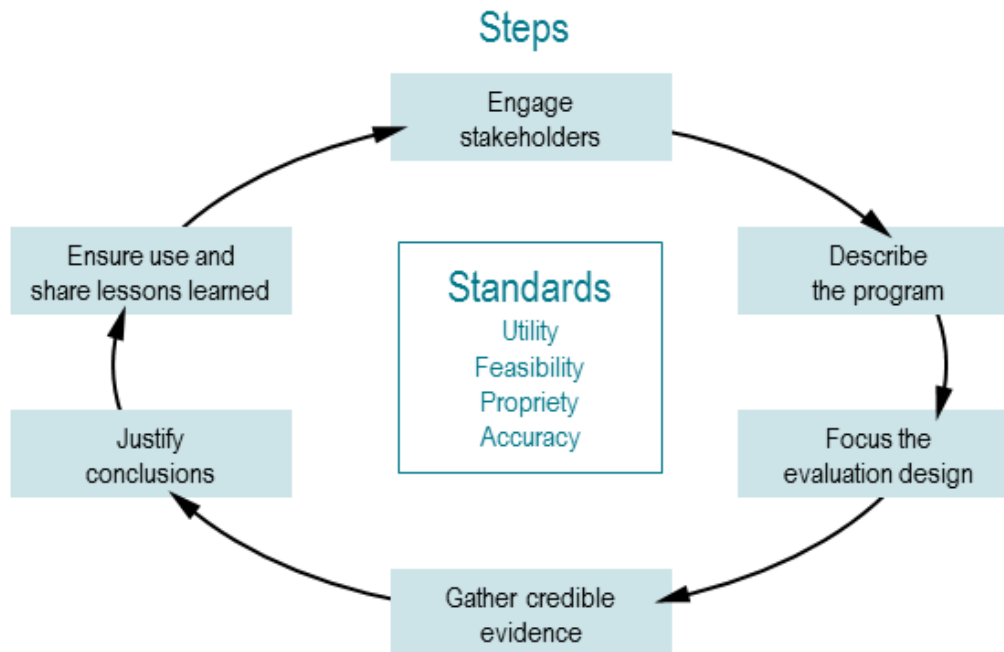 Steps
Engage
stakeholders
Describe
the program
Focus the
evaluation design
Gather credible
evidence
Justify
conclusions
Ensure use and
share lessons learned
Standards
Utility
Feasibility
Propriety
Accuracy